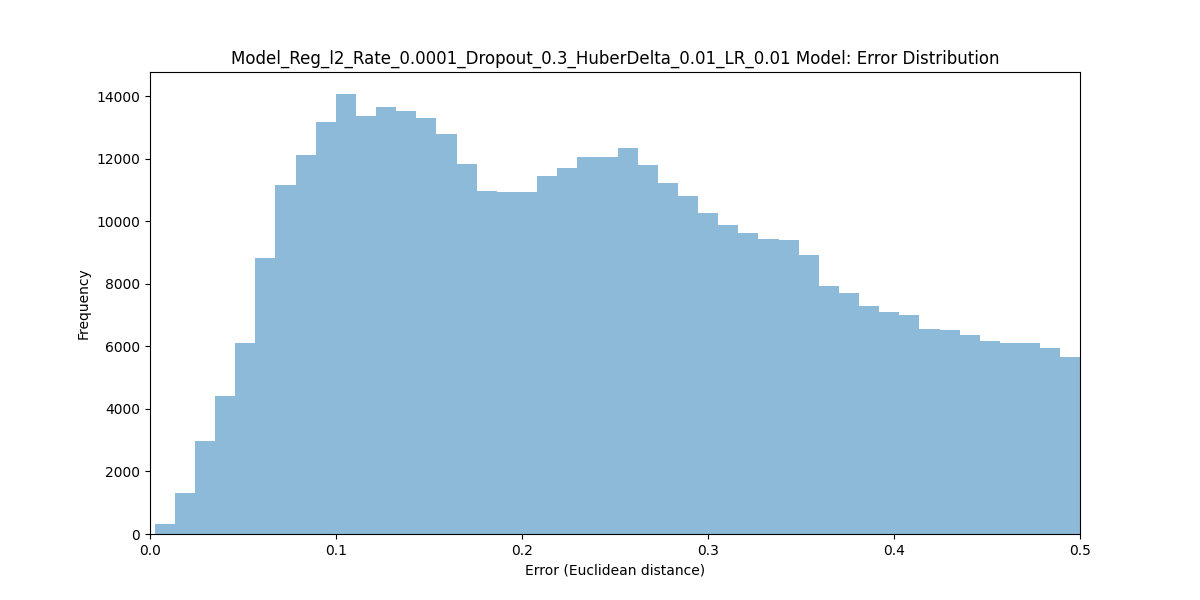 Model_Reg_l2_Rate_0.0001_Dropout_0.3_HuberDelta_0.01_LR_0.01 Model: Error Distribution
14000
12000
10000
8000
6000
4000
2000
0
Frequency
0.0 0.1 0.2 0.3 0.4 0.5
Error (Euclidean distance)